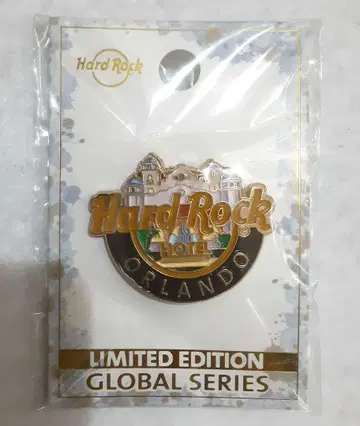 Hard Rock
Hard Rock
HOTEL
ORLANDO
LIMITED EDITION
GLOBAL SERIES